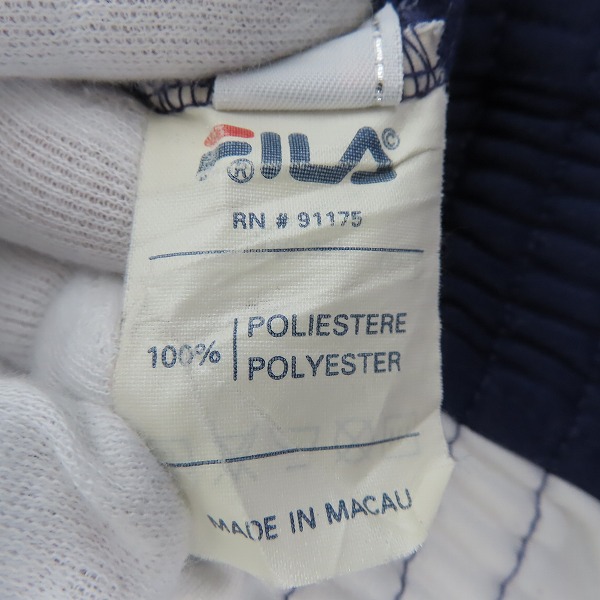 FILA®©
RN # 91175
100% POLIESTERE
POLYESTER
MADE IN MACAU